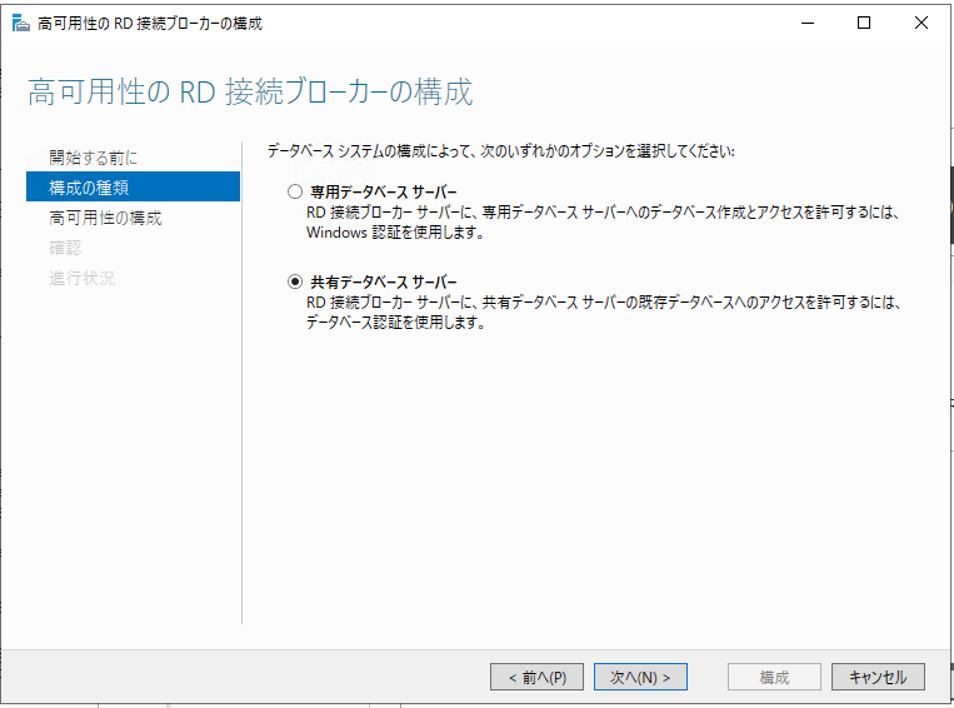 高可用性の RD 接続ブローカーの構成
高可用性の RD 接続ブローカーの構成
開始する前に
構成の種類
高可用性の構成
確認
進行状況
データベース システムの構成によって、次のいずれかのオプションを選択してください:
専用データベース サーバー
RD 接続ブローカー サーバーに、専用データベース サーバーへのデータベース作成とアクセスを許可するには、
Windows 認証を使用します。
共有データベース サーバー
RD 接続ブローカー サーバーに、共有データベース サーバーの既存データベースへのアクセスを許可するには、
データベース認証を使用します。
< 前へ(P)
次へ(N) >
構成
キャンセル